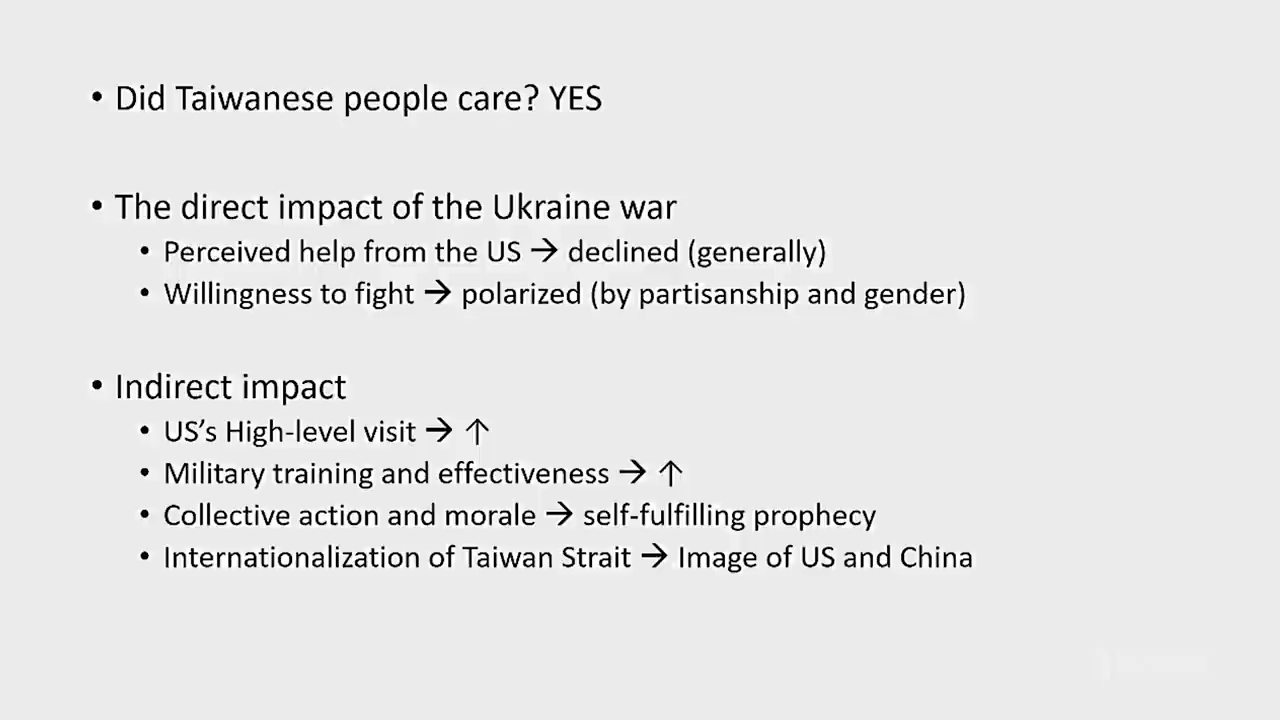 • Did Taiwanese people care? YES
• The direct impact of the Ukraine war
• Perceived help from the US → declined (generally)
• Willingness to fight → polarized (by partisanship and gender)
• Indirect impact
• US’s High-level visit → ↑
• Military training and effectiveness → ↑
• Collective action and morale → self-fulfilling prophecy
• Internationalization of Taiwan Strait → Image of US and China